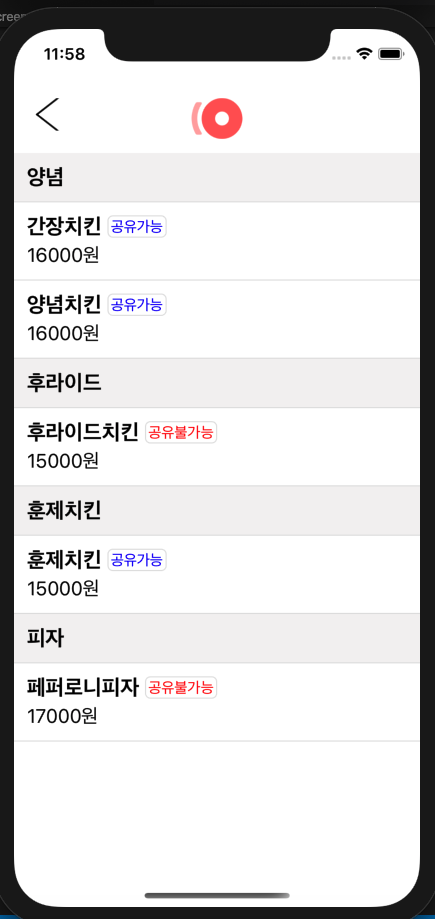 creen
11:58
양념
간장치킨 공유가능
16000원
양념치킨 공유가능
16000원
후라이드
후라이드치킨 공유불가능
15000원
훈제치킨
훈제치킨 공유가능
15000원
피자
페퍼로니피자 공유불가능
17000원